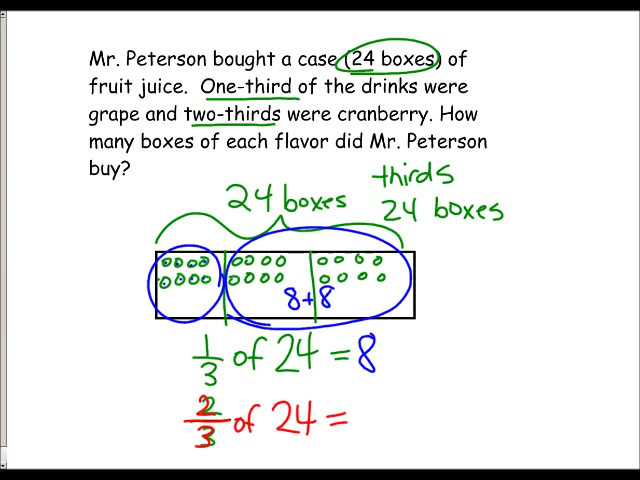 Mr. Peterson bought a case (24 boxes) of
fruit juice. One-third of the drinks were
grape and two-thirds were cranberry. How
many boxes of each flavor did Mr. Peterson
buy?
thirds
24 boxes
24 boxes
8+8
1/3 of 24 = 8
2/3 of 24 =